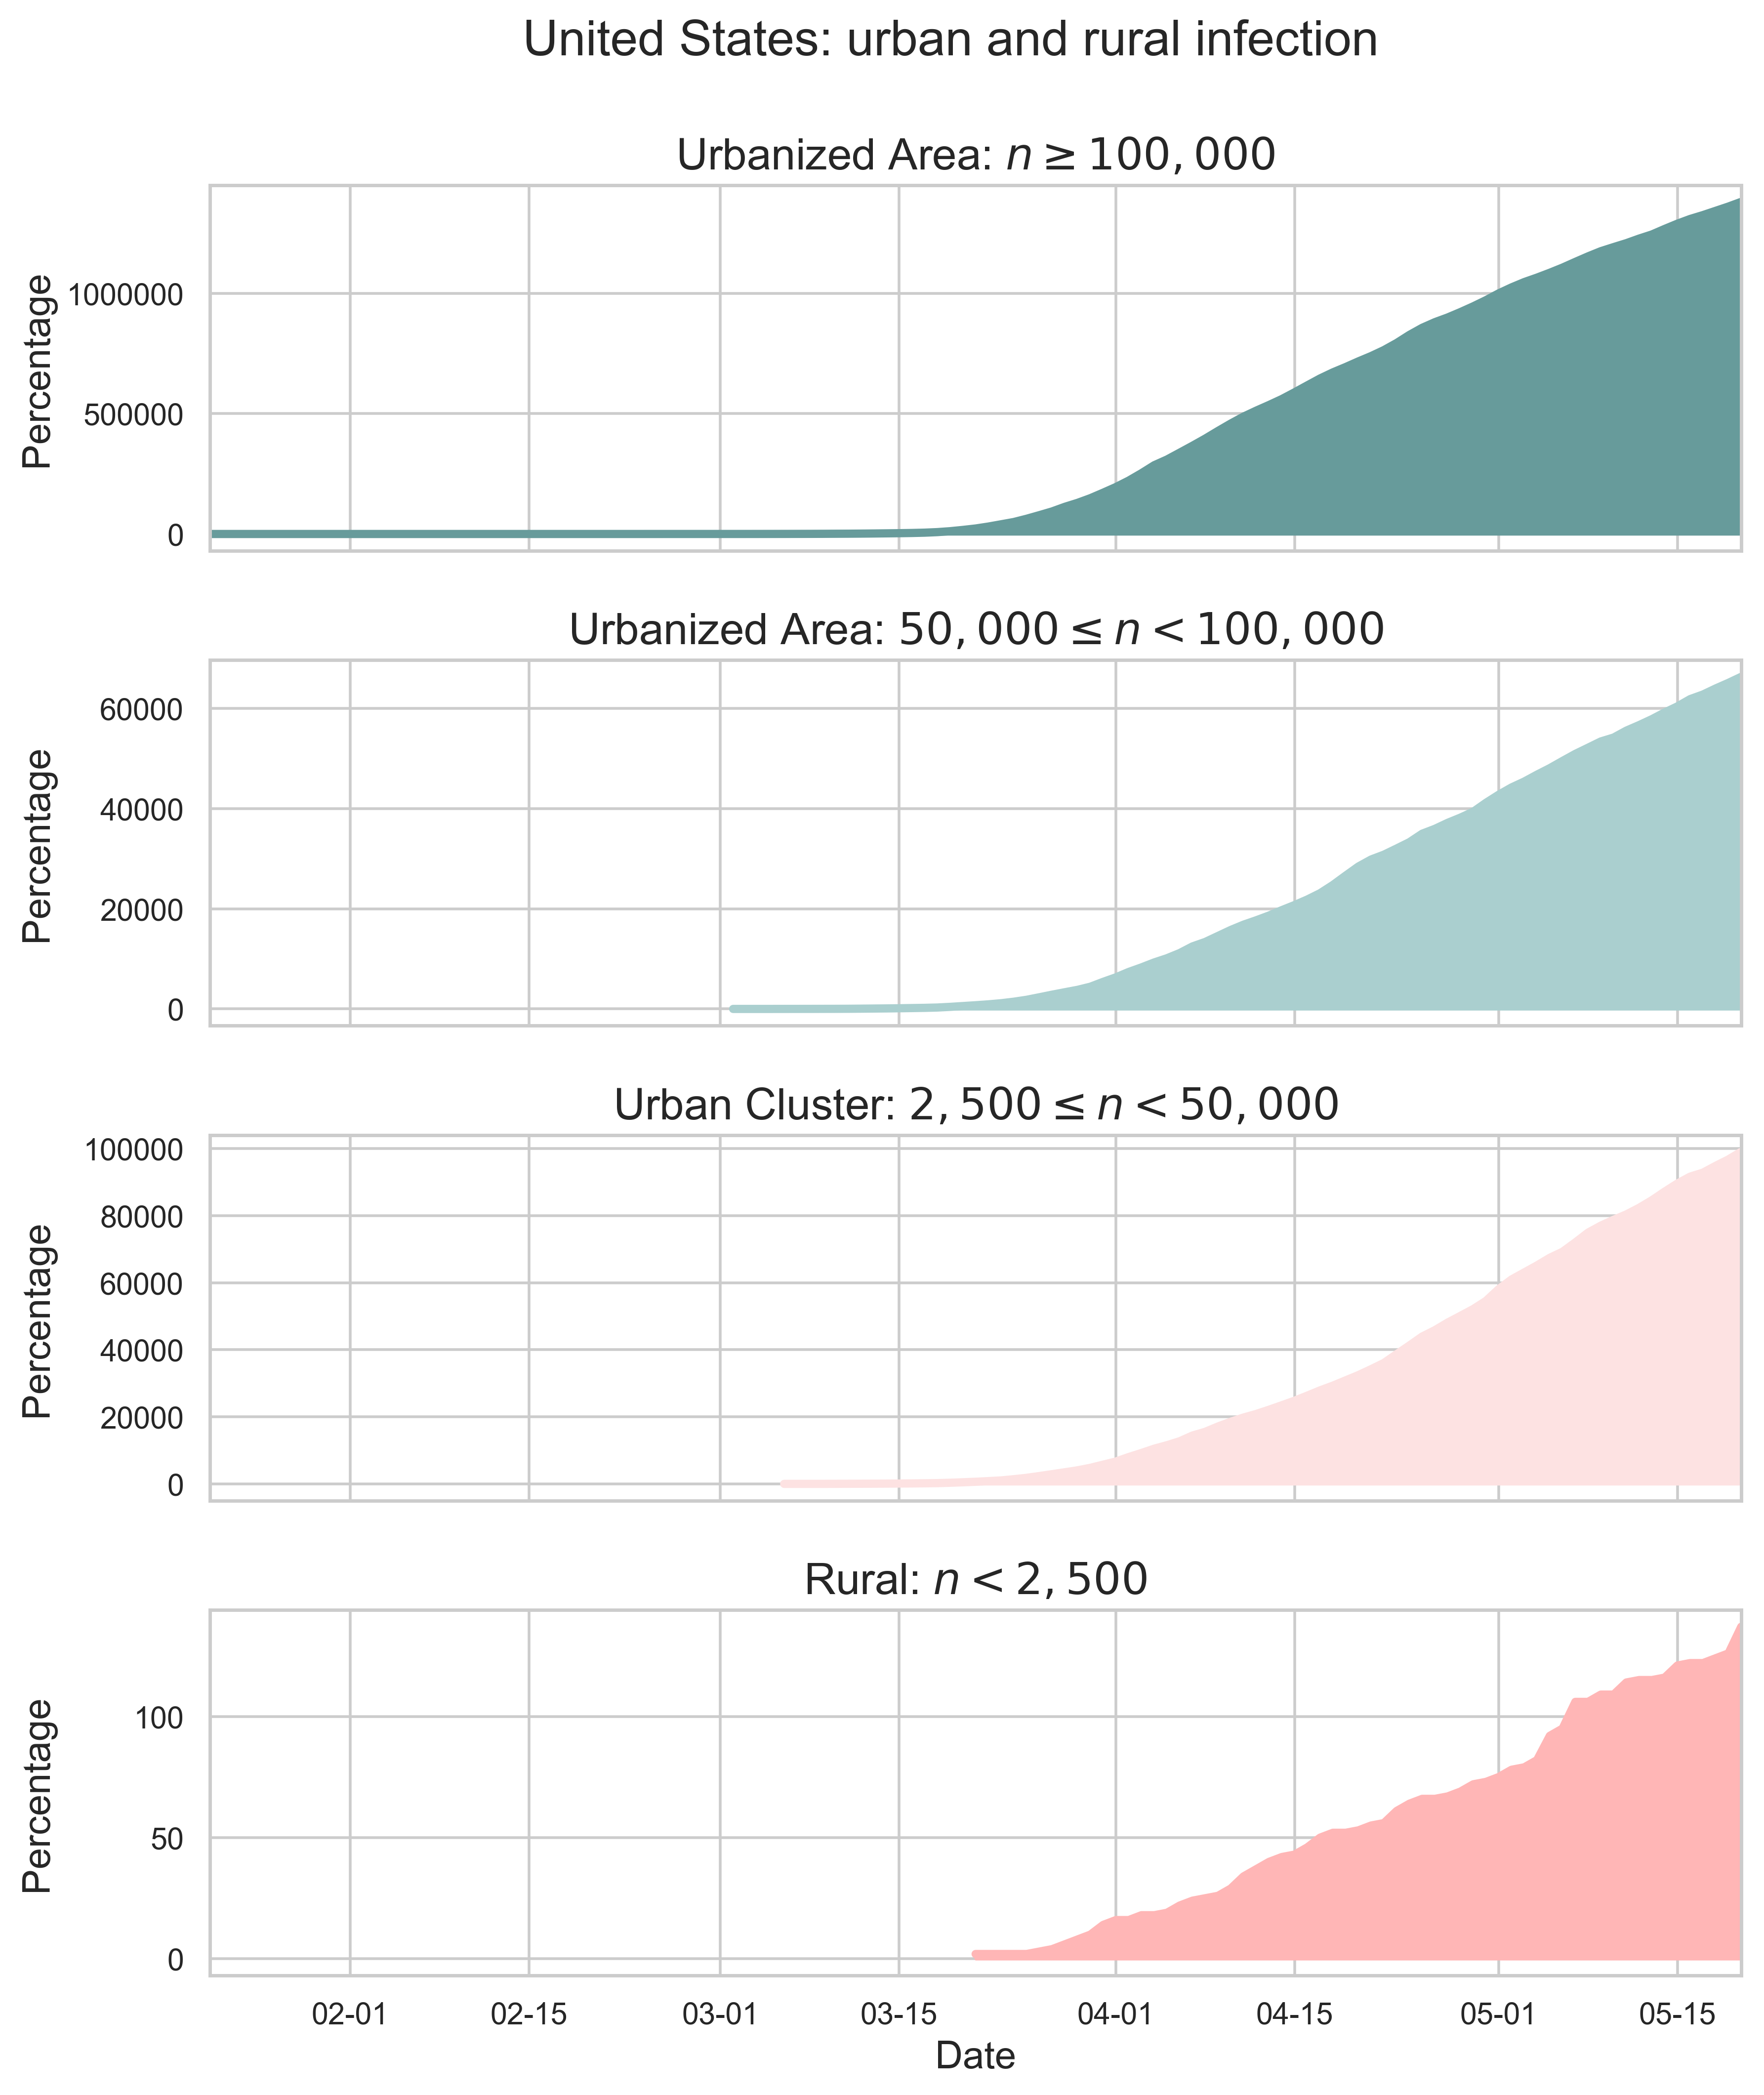 United States: urban and rural infection
Urbanized Area: n ≥ 100,000
Percentage
1000000
500000
0
Urbanized Area: 50,000 ≤ n < 100,000
Percentage
60000
40000
20000
0
Urban Cluster: 2,500 ≤ n < 50,000
Percentage
100000
80000
60000
40000
20000
0
Rural: n < 2,500
Percentage
100
50
0
02-01 02-15 03-01 03-15 04-01 04-15 05-01 05-15
Date